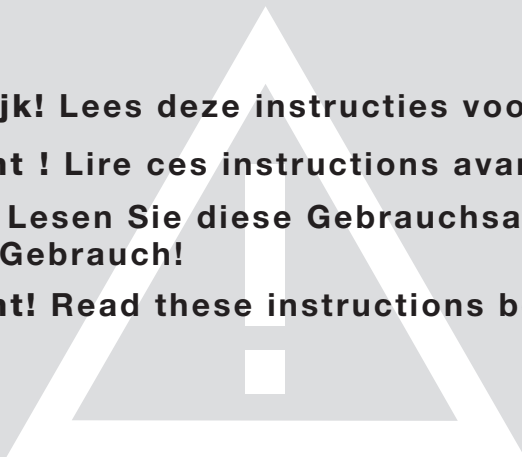 jk! Lees deze instructies voo
nt ! Lire ces instructions avan
Lesen Sie diese Gebrauchsa
Gebrauch!
nt! Read these instructions b